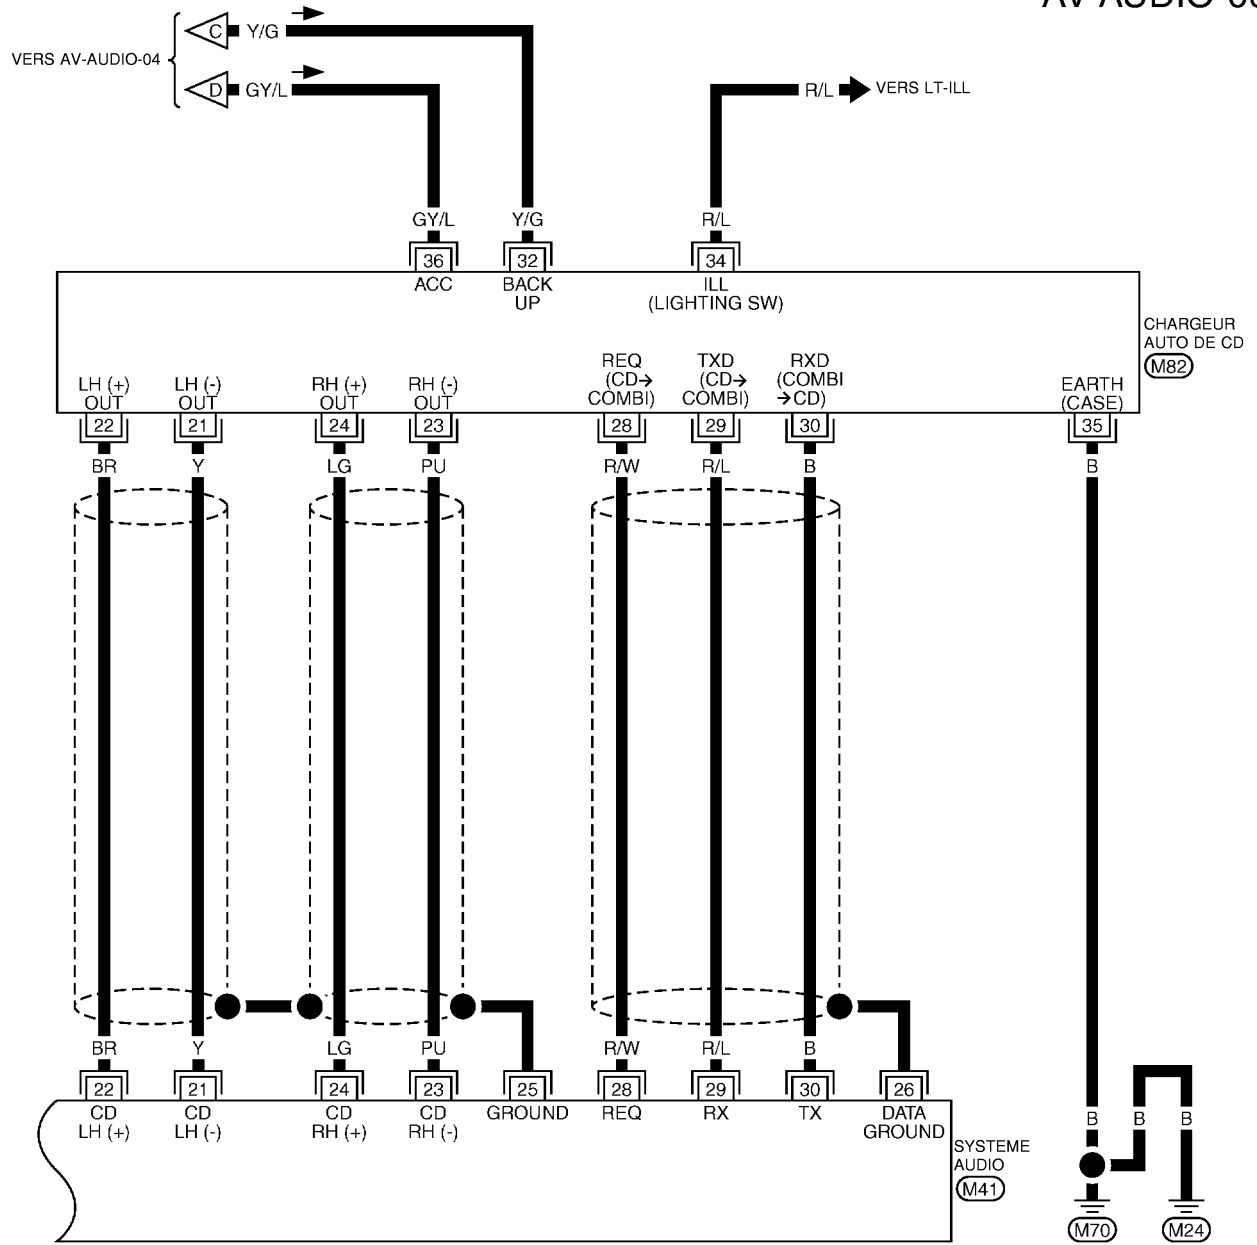 AV-AUDIO-0
C Y/G
VERS AV-AUDIO-04
D GY/L
R/L VERS LT-ILL
GY/L Y/G R/L
36 32 34
ACC BACK ILL
UP (LIGHTING SW)
CHARGEUR
AUTO DE CD
M82
REQ TXD RXD
(CD→ (CD→ (COMBI
COMBI) COMBI) →CD)
LH (+) LH (-) RH (+) RH (-) EARTH
OUT OUT OUT OUT (CASE)
22 21 24 23 28 29 30 35
BR Y LG PU R/W R/L B B
BR Y LG PU R/W R/L B
22 21 24 23 25 28 29 30 26
CD CD CD CD GROUND REQ RX TX DATA
LH (+) LH (-) RH (+) RH (-) GROUND
B B B
SYSTEME
AUDIO
M41
M70 M24